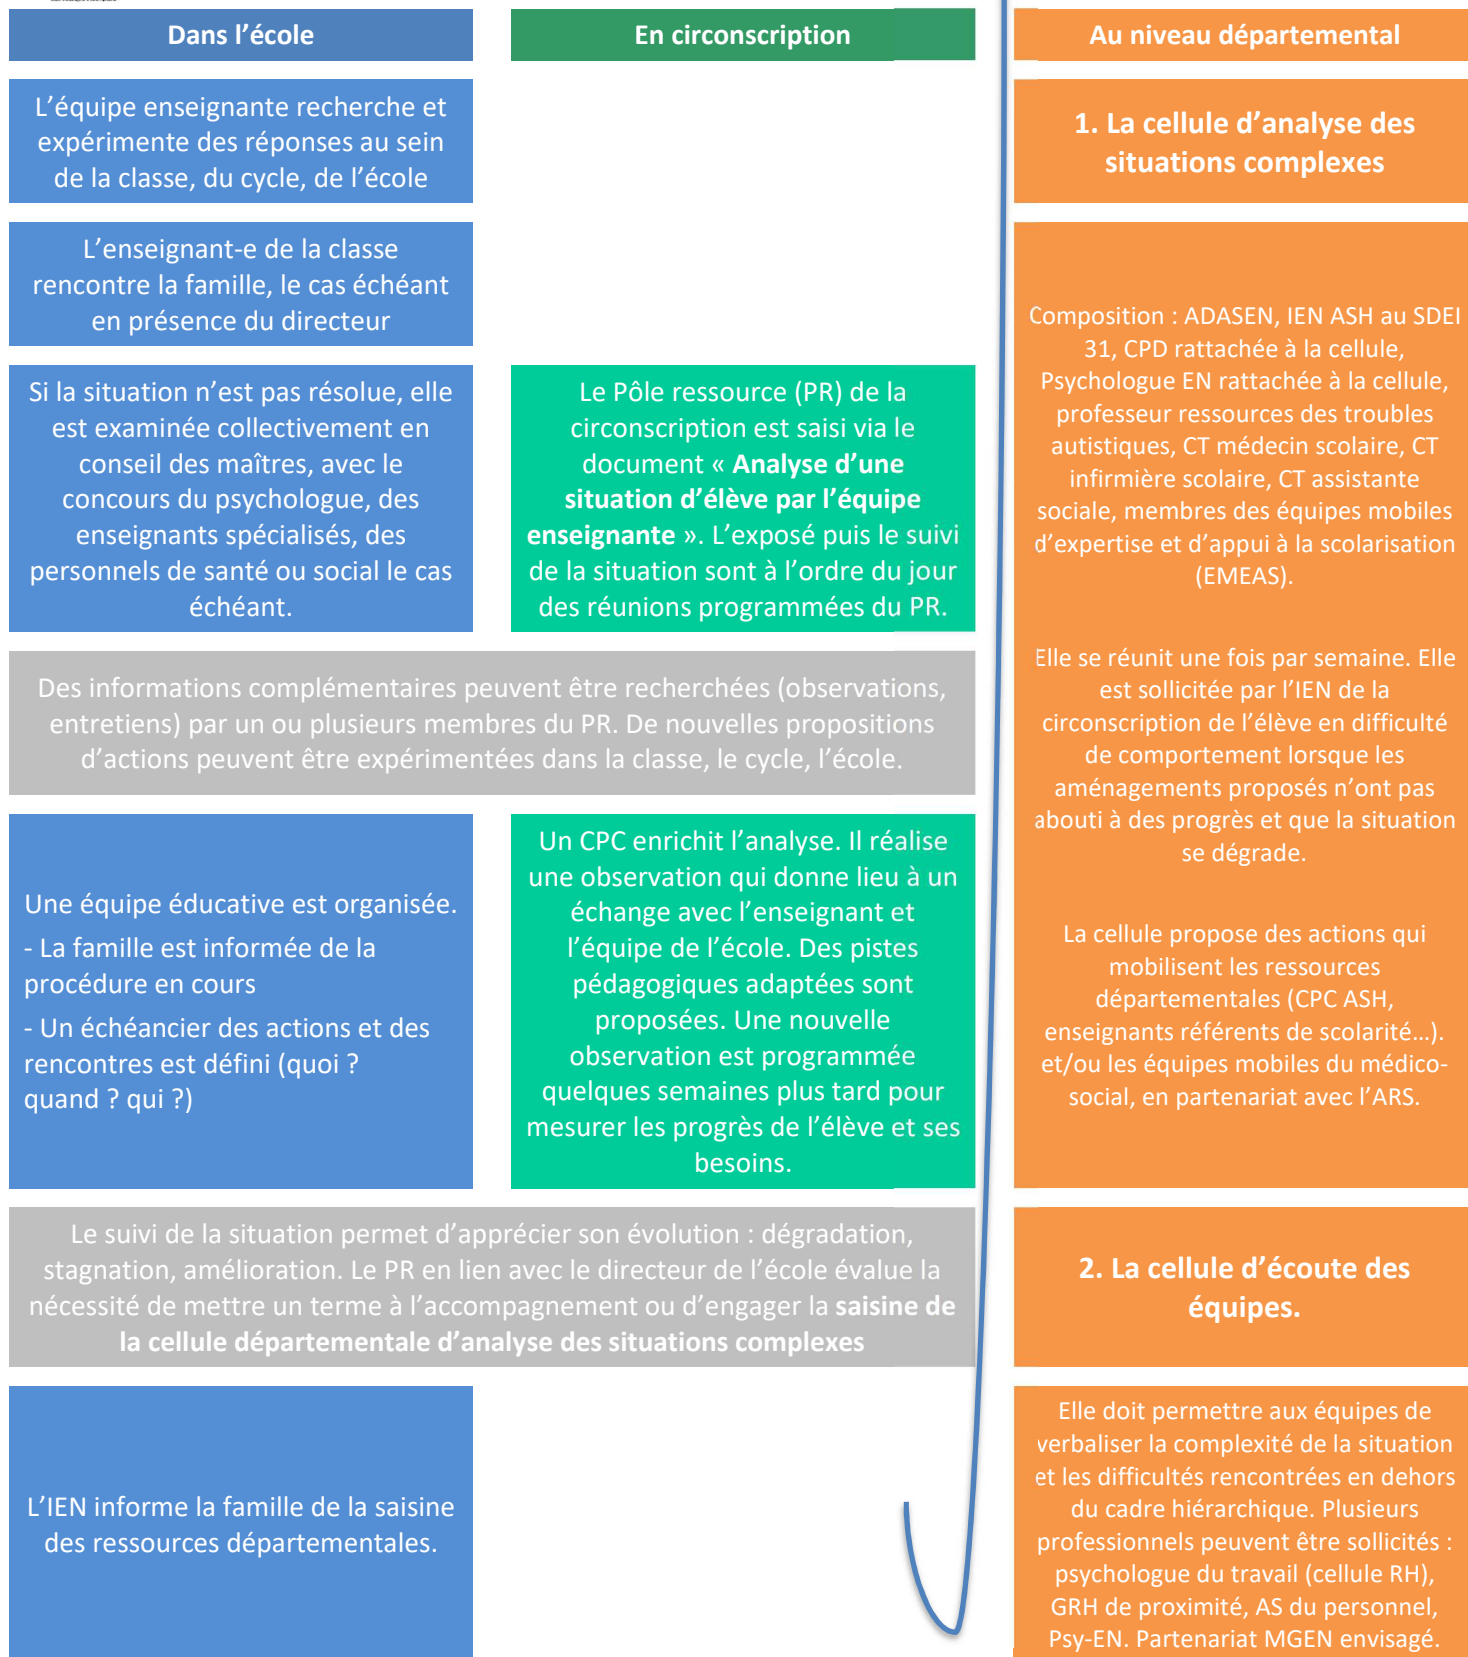 Dans l’école
En circonscription
Au niveau départemental
L’équipe enseignante recherche et
expérimente des réponses au sein
de la classe, du cycle, de l’école
1. La cellule d’analyse des
situations complexes
L’enseignant-e de la classe
rencontre la famille, le cas échéant
en présence du directeur
Si la situation n’est pas résolue, elle
est examinée collectivement en
conseil des maîtres, avec le
concours du psychologue, des
enseignants spécialisés, des
personnels de santé ou social le cas
échéant.
Le Pôle ressource (PR) de la
circonscription est saisi via le
document « Analyse d’une
situation d’élève par l’équipe
enseignante ». L’exposé puis le suivi
de la situation sont à l’ordre du jour
des réunions programmées du PR.
Composition : ADASEN, IEN ASH au SDEI
31, CPD rattachée à la cellule,
Psychologue EN rattachée à la cellule,
professeur ressources des troubles
autistiques, CT médecin scolaire, CT
infirmière scolaire, CT assistante
sociale, membres des équipes mobiles
d’expertise et d’appui à la scolarisation
(EMEAS).
Elle se réunit une fois par semaine. Elle
est sollicitée par l’IEN de la
circonscription de l’élève en difficulté
de comportement lorsque les
aménagements proposés n’ont pas
abouti à des progrès et que la situation
se dégrade.
La cellule propose des actions qui
mobilisent les ressources
départementales (CPC ASH,
enseignants référents de scolarité…).
et/ou les équipes mobiles du médico-
social, en partenariat avec l’ARS.
Des informations complémentaires peuvent être recherchées (observations,
entretiens) par un ou plusieurs membres du PR. De nouvelles propositions
d’actions peuvent être expérimentées dans la classe, le cycle, l’école.
Une équipe éducative est organisée.
- La famille est informée de la
procédure en cours
- Un échéancier des actions et des
rencontres est défini (quoi ?
quand ? qui ?)
Un CPC enrichit l’analyse. Il réalise
une observation qui donne lieu à un
échange avec l’enseignant et
l’équipe de l’école. Des pistes
pédagogiques adaptées sont
proposées. Une nouvelle
observation est programmée
quelques semaines plus tard pour
mesurer les progrès de l’élève et ses
besoins.
Le suivi de la situation permet d’apprécier son évolution : dégradation,
stagnation, amélioration. Le PR en lien avec le directeur de l’école évalue la
nécessité de mettre un terme à l’accompagnement ou d’engager la saisine de
la cellule départementale d’analyse des situations complexes
2. La cellule d’écoute des
équipes.
L’IEN informe la famille de la saisine
des ressources départementales.
Elle doit permettre aux équipes de
verbaliser la complexité de la situation
et les difficultés rencontrées en dehors
du cadre hiérarchique. Plusieurs
professionnels peuvent être sollicités :
psychologue du travail (cellule RH),
GRH de proximité, AS du personnel,
Psy-EN. Partenariat MGEN envisagé.